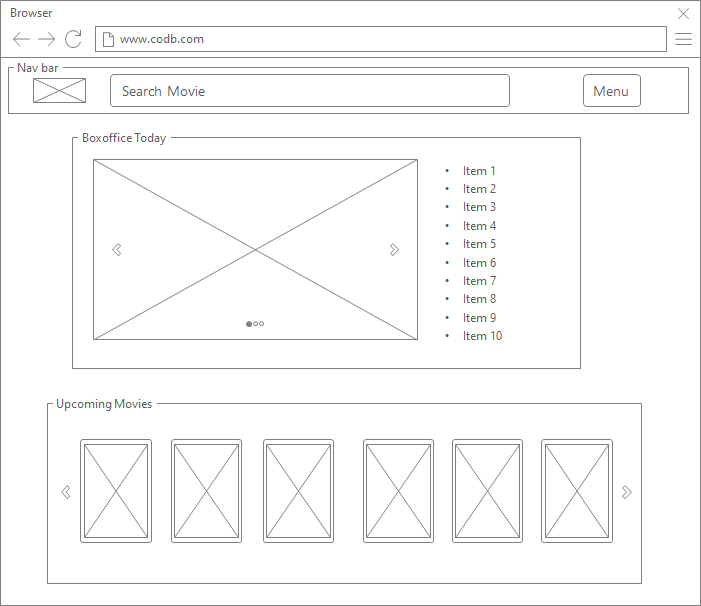 Browser
www.codb.com
Nav bar
Search Movie
Menu
Boxoffice Today
• Item 1
• Item 2
• Item 3
• Item 4
• Item 5
• Item 6
• Item 7
• Item 8
• Item 9
• Item 10
Upcoming Movies